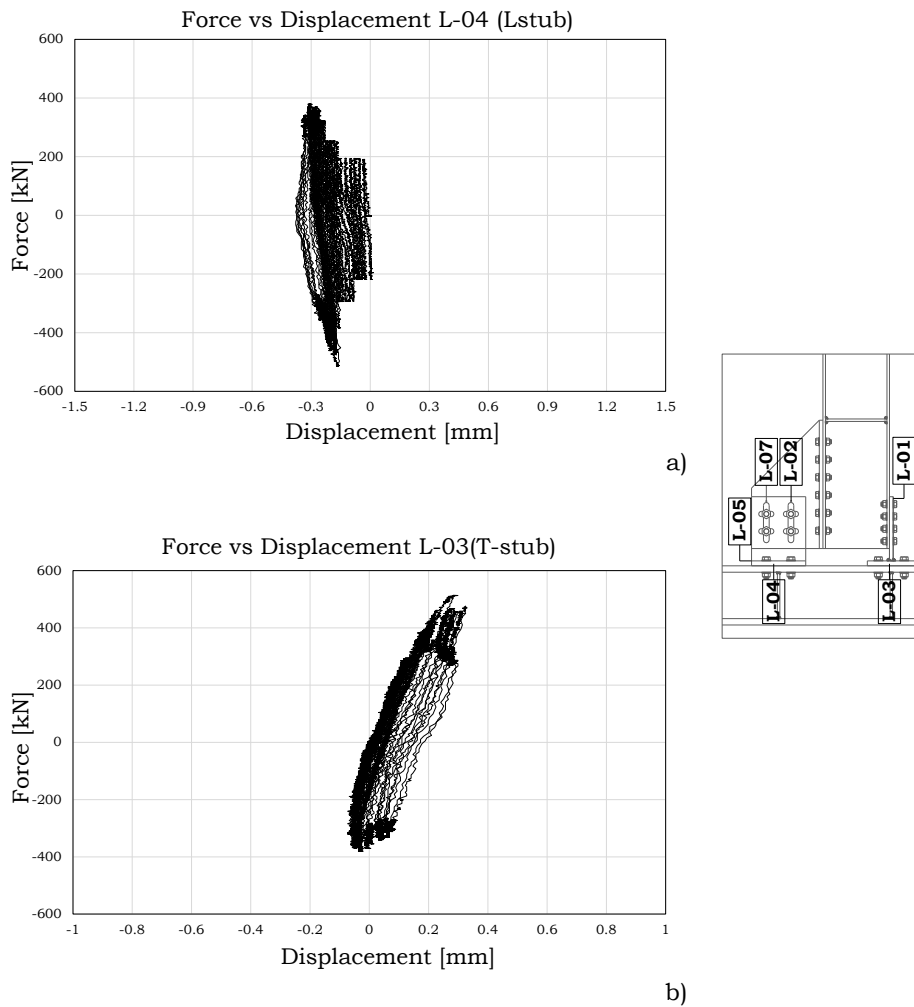 Force vs Displacement L-04 (Lstub)
600
400
200
0
-200
-400
-600
Force [kN]
-1.5 -1.2 -0.9 -0.6 -0.3 0 0.3 0.6 0.9 1.2 1.5
Displacement [mm]
a)
L-07
L-02
L-01
L-05
L-04
L-03
Force vs Displacement L-03(T-stub)
600
400
200
0
-200
-400
-600
Force [kN]
-1 -0.8 -0.6 -0.4 -0.2 0 0.2 0.4 0.6 0.8 1
Displacement [mm]
b)